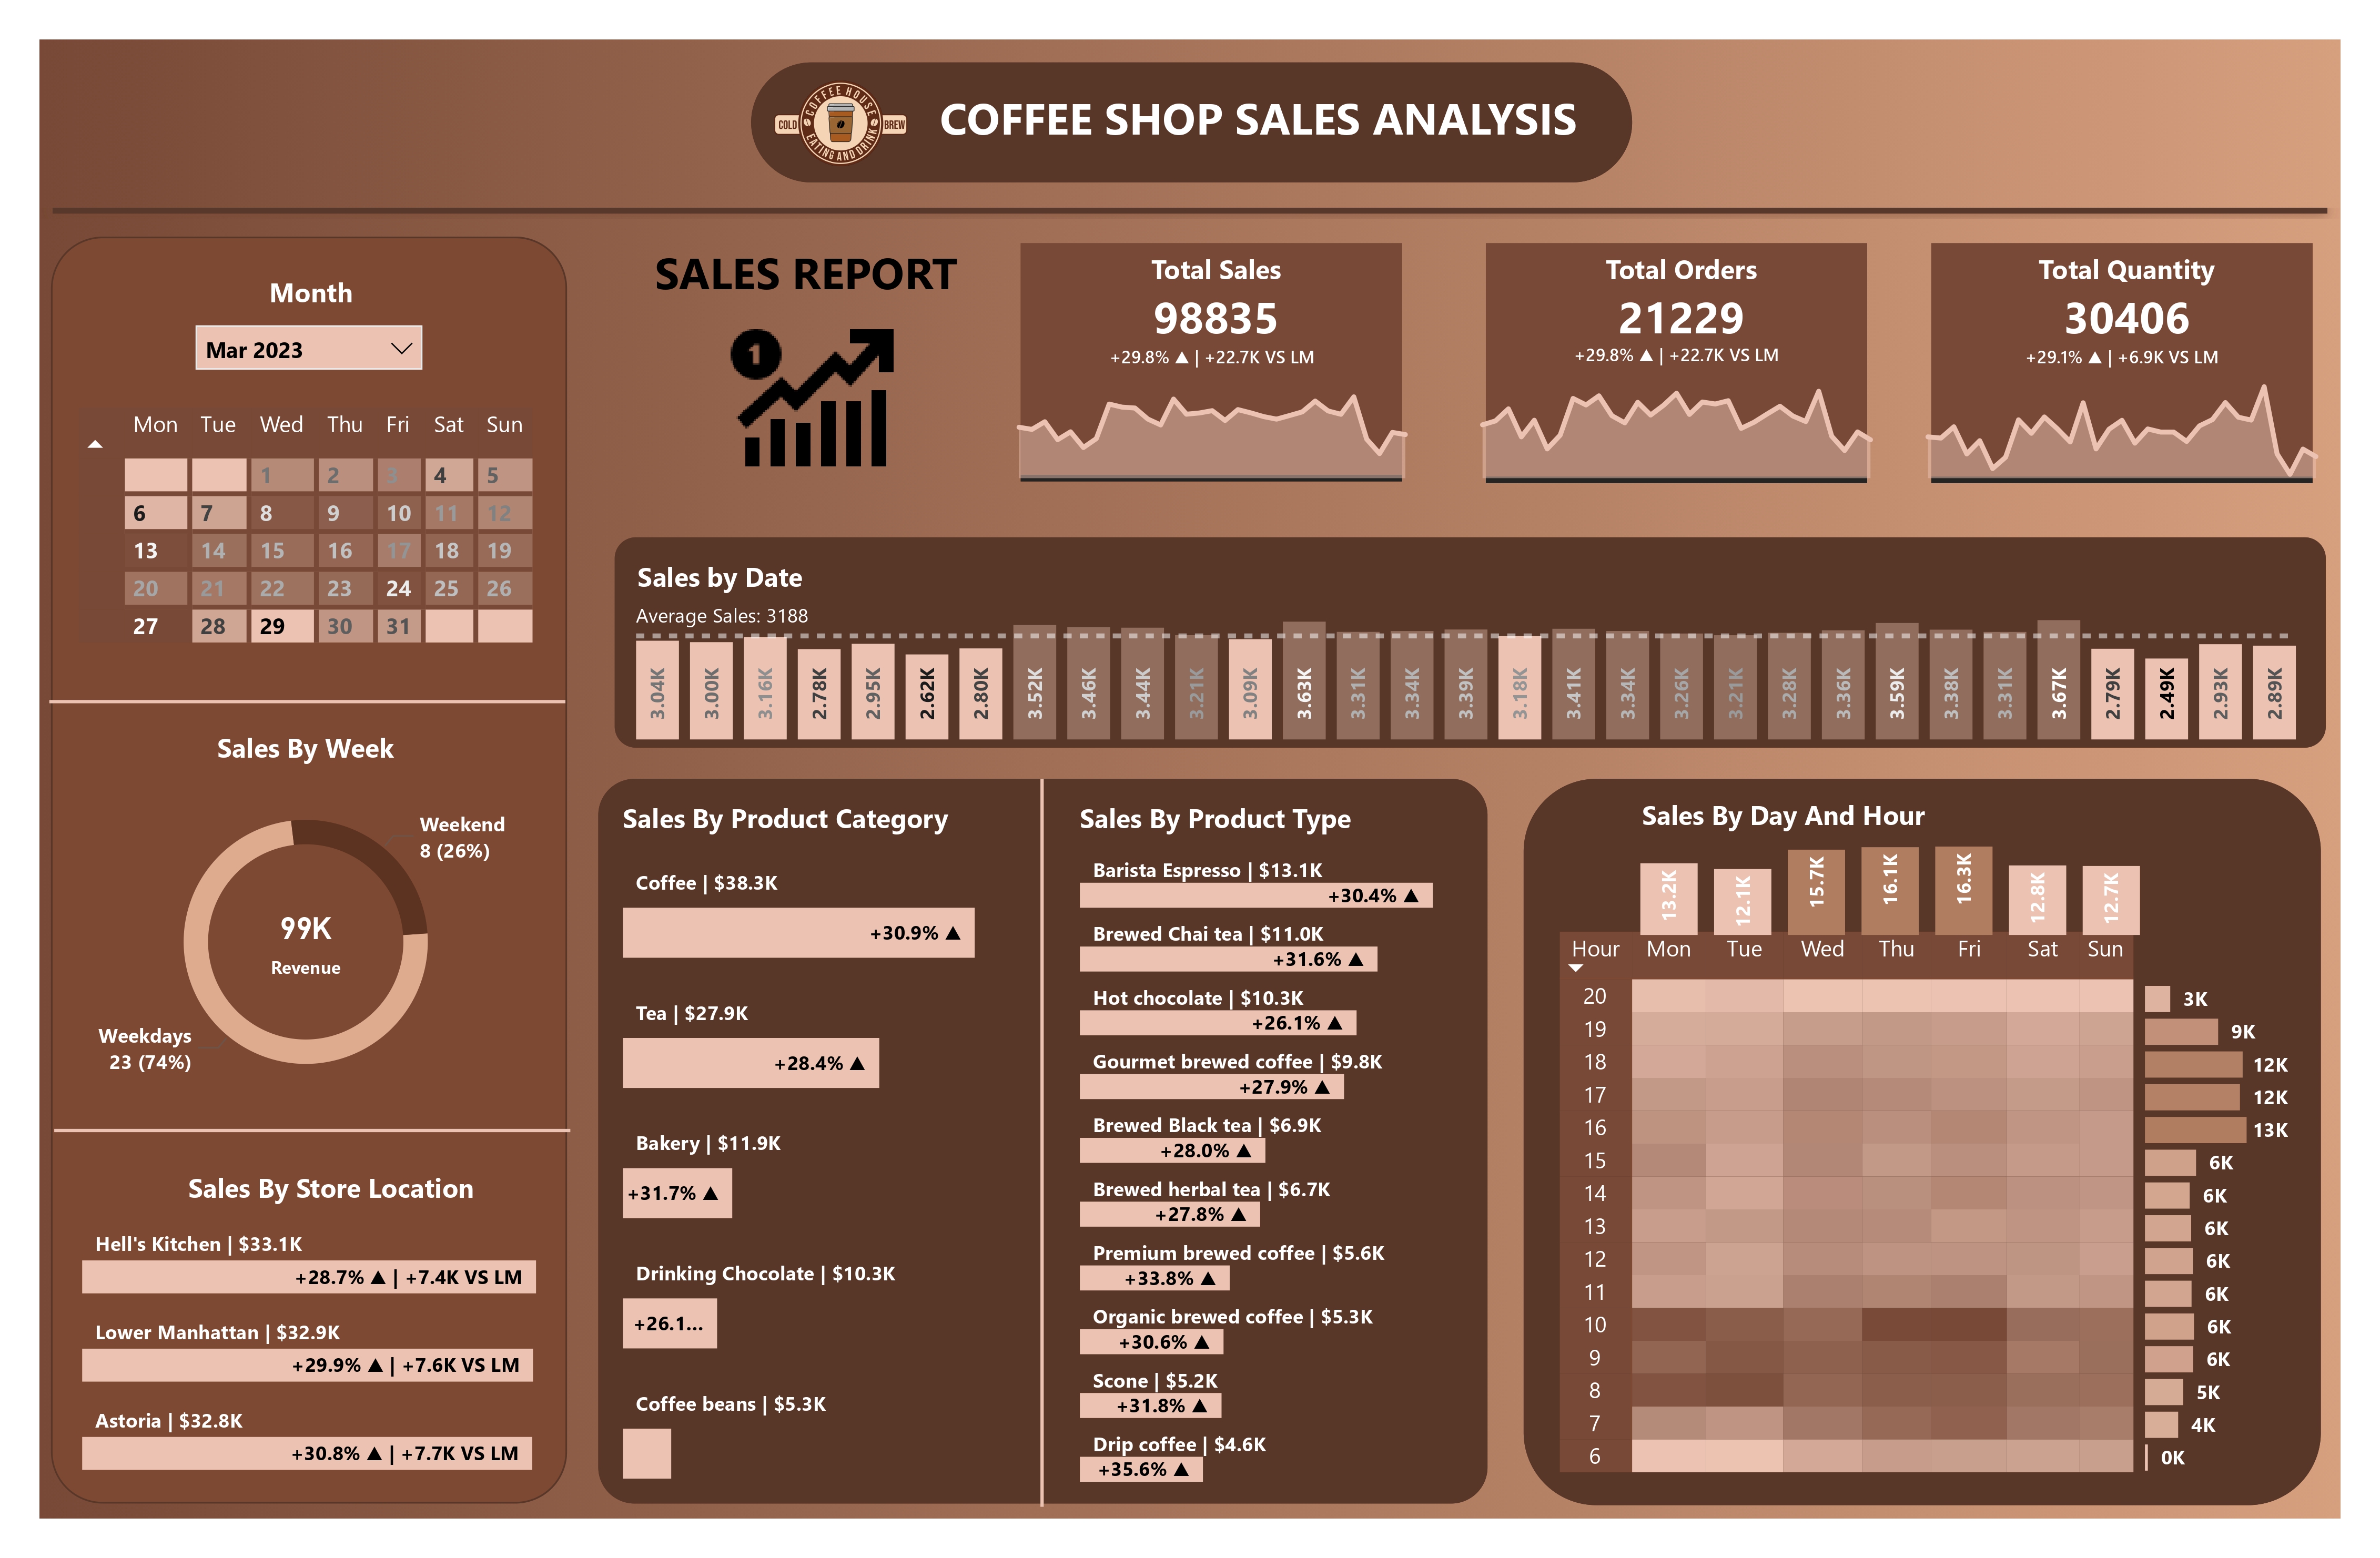 COFFEE HOUSE
COLD
BREW
EATING AND DRINK
COFFEE SHOP SALES ANALYSIS
Month
Mar 2023
Mon Tue Wed Thu Fri Sat Sun
1 2 3 4 5
6 7 8 9 10 11 12
13 14 15 16 17 18 19
20 21 22 23 24 25 26
27 28 29 30 31
Sales By Week
Weekend
8 (26%)
99K
Revenue
Weekdays
23 (74%)
Sales By Store Location
Hell's Kitchen | $33.1K
+28.7% ▲ | +7.4K VS LM
Lower Manhattan | $32.9K
+29.9% ▲ | +7.6K VS LM
Astoria | $32.8K
+30.8% ▲ | +7.7K VS LM
SALES REPORT
1
Total Sales
98835
+29.8% ▲ | +22.7K VS LM
Total Orders
21229
+29.8% ▲ | +22.7K VS LM
Total Quantity
30406
+29.1% ▲ | +6.9K VS LM
Sales by Date
Average Sales: 3188
3.04K 3.00K 3.16K 2.78K 2.95K 2.62K 2.80K 3.52K 3.46K 3.44K 3.21K 3.09K 3.63K 3.31K 3.34K 3.39K 3.18K 3.41K 3.34K 3.26K 3.21K 3.28K 3.36K 3.59K 3.38K 3.31K 3.67K 2.79K 2.49K 2.93K 2.89K
Sales By Product Category
Coffee | $38.3K
+30.9% ▲
Tea | $27.9K
+28.4% ▲
Bakery | $11.9K
+31.7% ▲
Drinking Chocolate | $10.3K
+26.1...
Coffee beans | $5.3K
Sales By Product Type
Barista Espresso | $13.1K
+30.4% ▲
Brewed Chai tea | $11.0K
+31.6% ▲
Hot chocolate | $10.3K
+26.1% ▲
Gourmet brewed coffee | $9.8K
+27.9% ▲
Brewed Black tea | $6.9K
+28.0% ▲
Brewed herbal tea | $6.7K
+27.8% ▲
Premium brewed coffee | $5.6K
+33.8% ▲
Organic brewed coffee | $5.3K
+30.6% ▲
Scone | $5.2K
+31.8% ▲
Drip coffee | $4.6K
+35.6% ▲
Sales By Day And Hour
13.2K 12.1K 15.7K 16.1K 16.3K 12.8K 12.7K
Hour Mon Tue Wed Thu Fri Sat Sun
20 3K
19 9K
18 12K
17 12K
16 13K
15 6K
14 6K
13 6K
12 6K
11 6K
10 6K
9 6K
8 5K
7 4K
6 0K